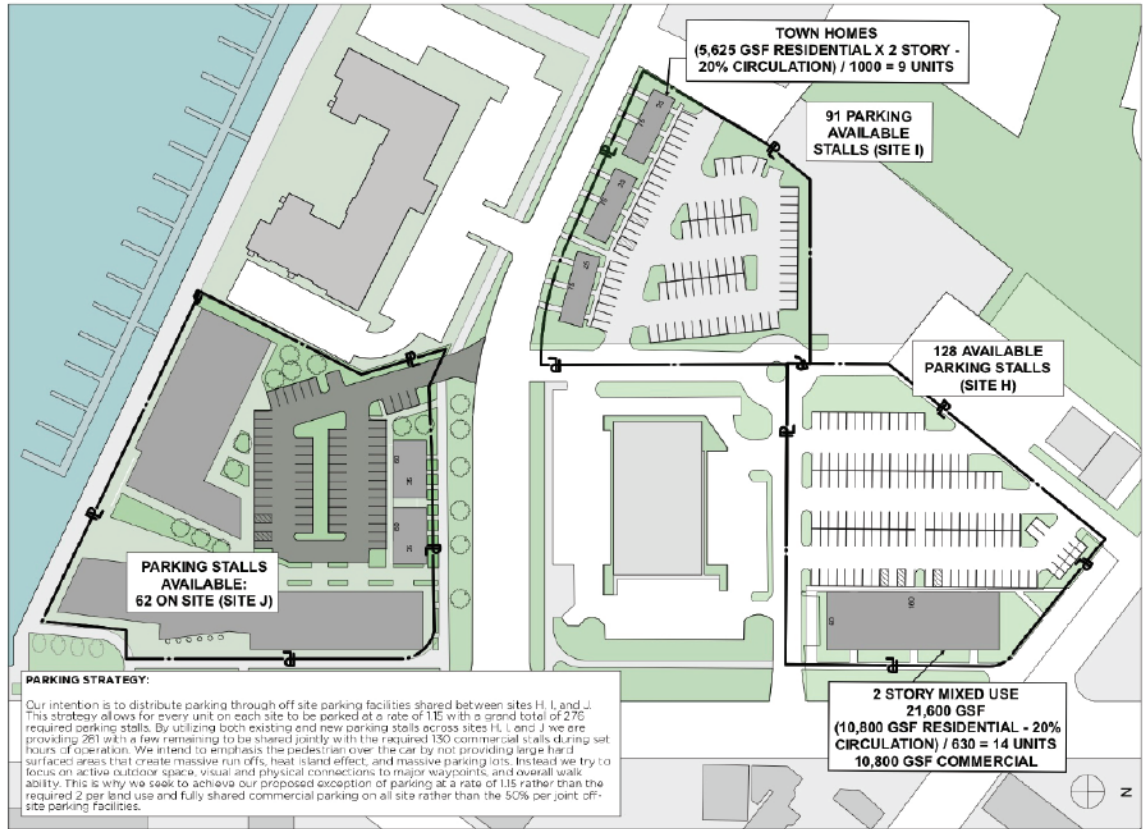 TOWN HOMES
(5,625 GSF RESIDENTIAL X 2 STORY -
20% CIRCULATION) / 1000 = 9 UNITS
91 PARKING
AVAILABLE
STALLS (SITE I)
128 AVAILABLE
PARKING STALLS
(SITE H)
PARKING STALLS
AVAILABLE:
62 ON SITE (SITE J)
2 STORY MIXED USE
21,600 GSF
(10,800 GSF RESIDENTIAL - 20%
CIRCULATION) / 630 = 14 UNITS
10,800 GSF COMMERCIAL
PARKING STRATEGY:
Our intention is to distribute parking through off site parking facilities shared between sites H, I, and J.
This strategy allows for every unit on each site to be parked at a rate of 1.15 with a grand total of 276
required parking stalls. By utilizing both existing and new parking stalls across sites H, I, and J we are
providing 281 with a few remaining to be shared jointly with the required 130 commercial stalls during set
hours of operation. We intend to emphasis the pedestrian over the car by not providing large hard
surfaced areas that create massive run offs, heat island effect, and massive parking lots. Instead we try to
focus on active outdoor space, visual and physical connections to major waypoints, and overall walk
ability. This is why we seek to achieve our proposed exception of parking at a rate of 1.15 rather than the
required 2 per land use and fully shared commercial parking on all site rather than the 50% per joint off-
site parking facilities.
180
60
N